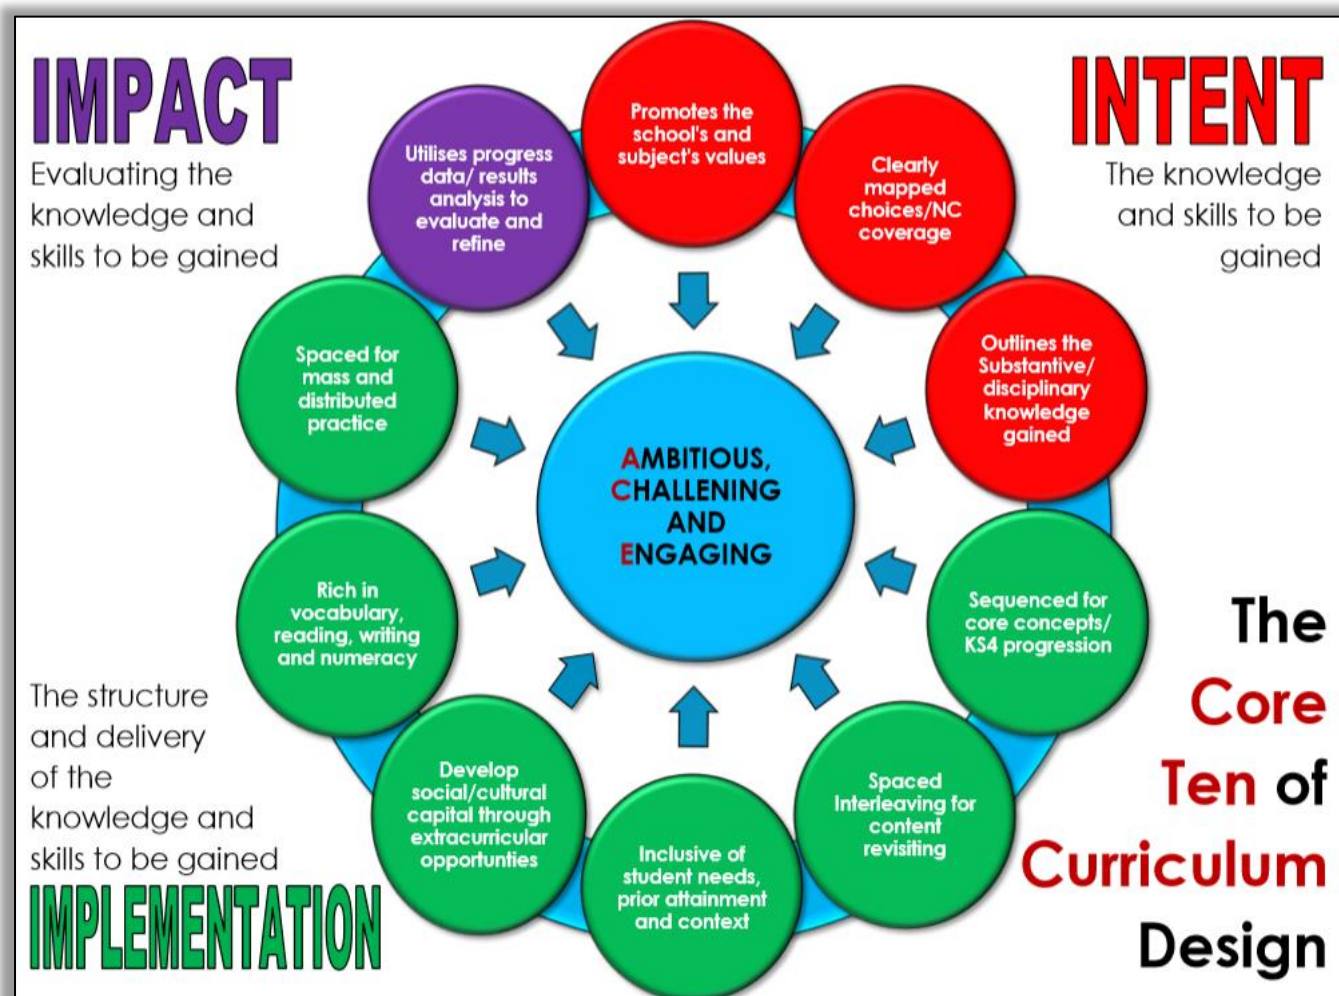 IMPACT
Evaluating the
knowledge and
skills to be gained
INTENT
The knowledge
and skills to be
gained
Promotes the
school's and
subject's values
Clearly
mapped
choices/NC
coverage
Outlines the
Substantive/
disciplinary
knowledge
gained
Sequenced for
core concepts/
KS4 progression
Spaced
Interleaving for
content
revisiting
Inclusive of
student needs,
prior attainment
and context
Develop
social/cultural
capital through
extracurricular
opportunties
Rich in
vocabulary,
reading, writing
and numeracy
Spaced for
mass and
distributed
practice
Utilises progress
data/ results
analysis to
evaluate and
refine
AMBITIOUS,
CHALLENING
AND
ENGAGING
The structure
and delivery
of the
knowledge and
skills to be gained
IMPLEMENTATION
The
Core
Ten of
Curriculum
Design